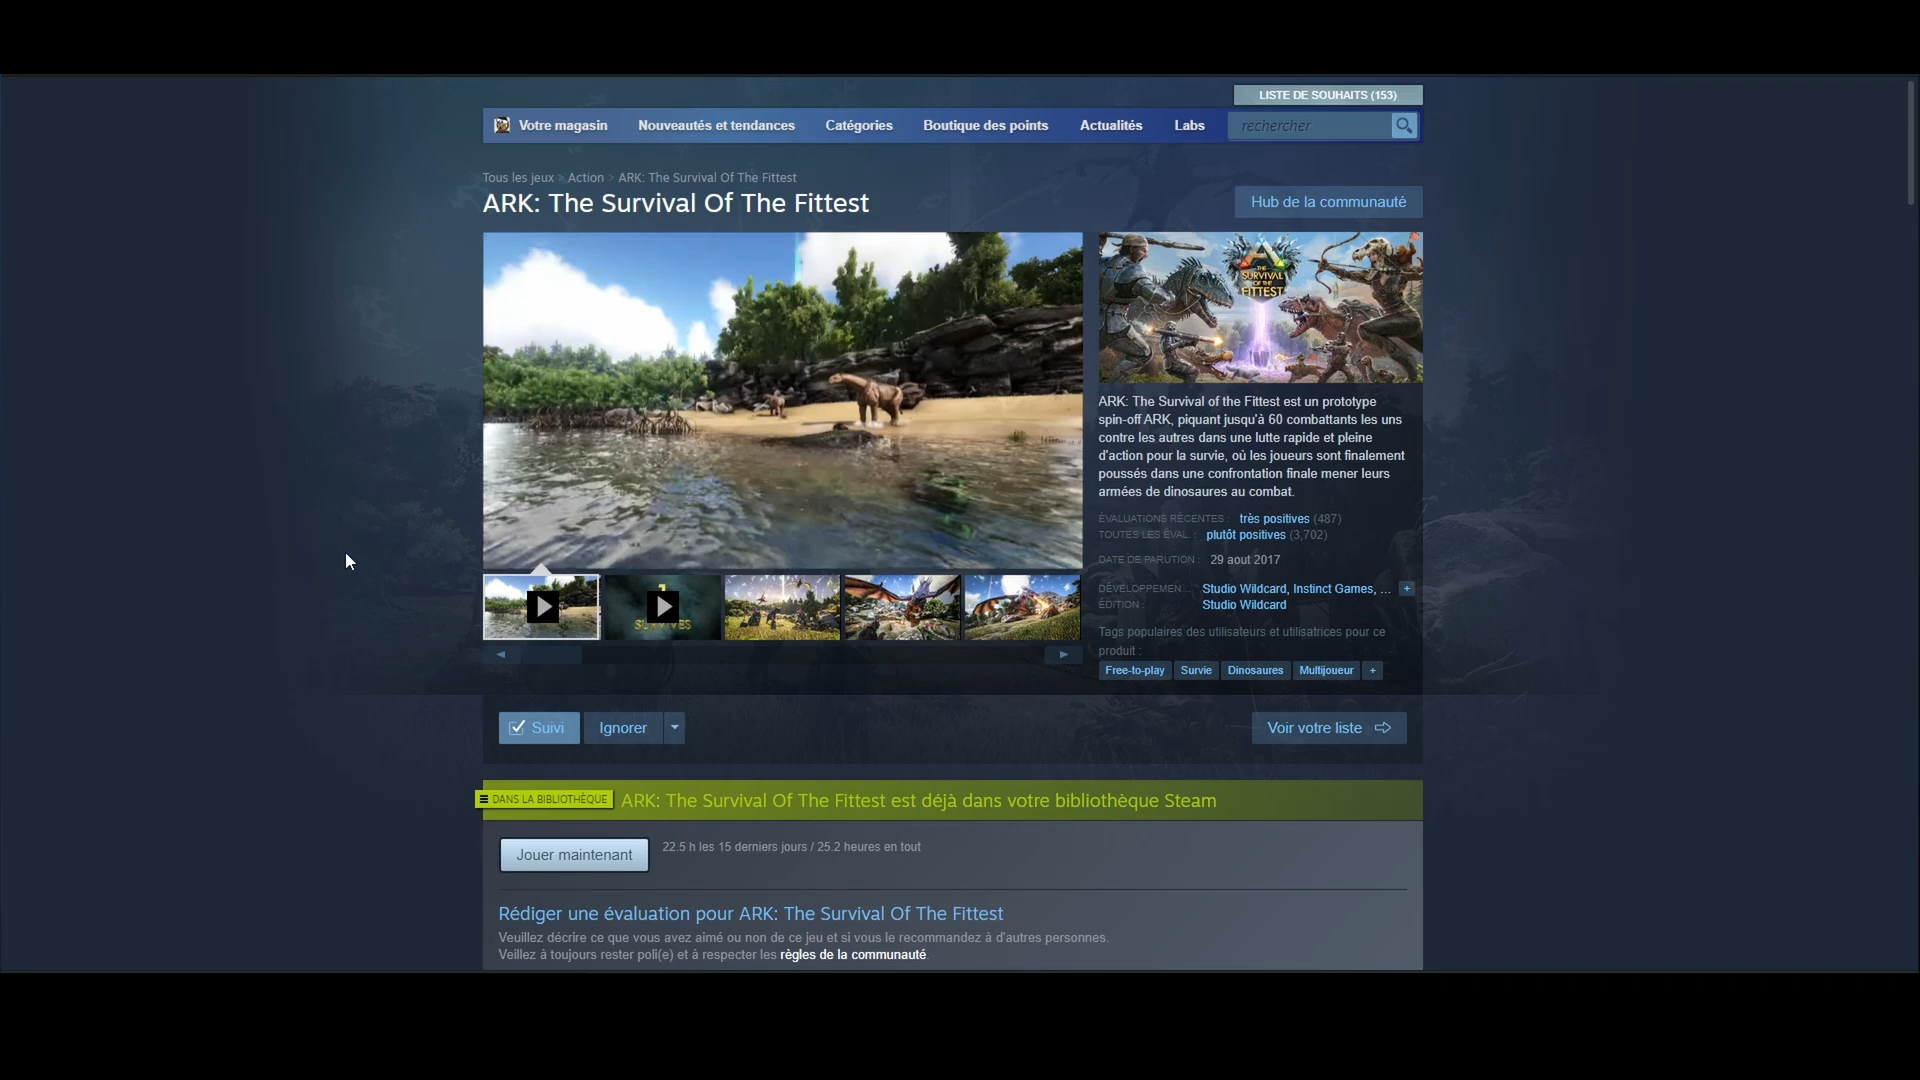 LISTE DE SOUHAITS (153)
Votre magasin Nouveautés et tendances Catégories Boutique des points Actualités Labs rechercher
Tous les jeux > Action > ARK: The Survival Of The Fittest
ARK: The Survival Of The Fittest
Hub de la communauté
THE
SURVIVAL
OF THE
FITTEST
ARK: The Survival of the Fittest est un prototype
spin-off ARK, piquant jusqu'à 60 combattants les uns
contre les autres dans une lutte rapide et pleine
d'action pour la survie, où les joueurs sont finalement
poussés dans une confrontation finale mener leurs
armées de dinosaures au combat.
ÉVALUATIONS RÉCENTES : très positives (487)
TOUTES LES ÉVAL. : plutôt positives (3,702)
DATE DE PARUTION : 29 aout 2017
DÉVELOPPEMEN... Studio Wildcard, Instinct Games, ... +
ÉDITION : Studio Wildcard
Tags populaires des utilisateurs et utilisatrices pour ce
produit :
Free-to-play Survie Dinosaures Multijoueur +
Suivi Ignorer Voir votre liste
DANS LA BIBLIOTHÈQUE ARK: The Survival Of The Fittest est déjà dans votre bibliothèque Steam
Jouer maintenant 22.5 h les 15 derniers jours / 25.2 heures en tout
Rédiger une évaluation pour ARK: The Survival Of The Fittest
Veuillez décrire ce que vous avez aimé ou non de ce jeu et si vous le recommandez à d'autres personnes.
Veillez à toujours rester poli(e) et à respecter les règles de la communauté.